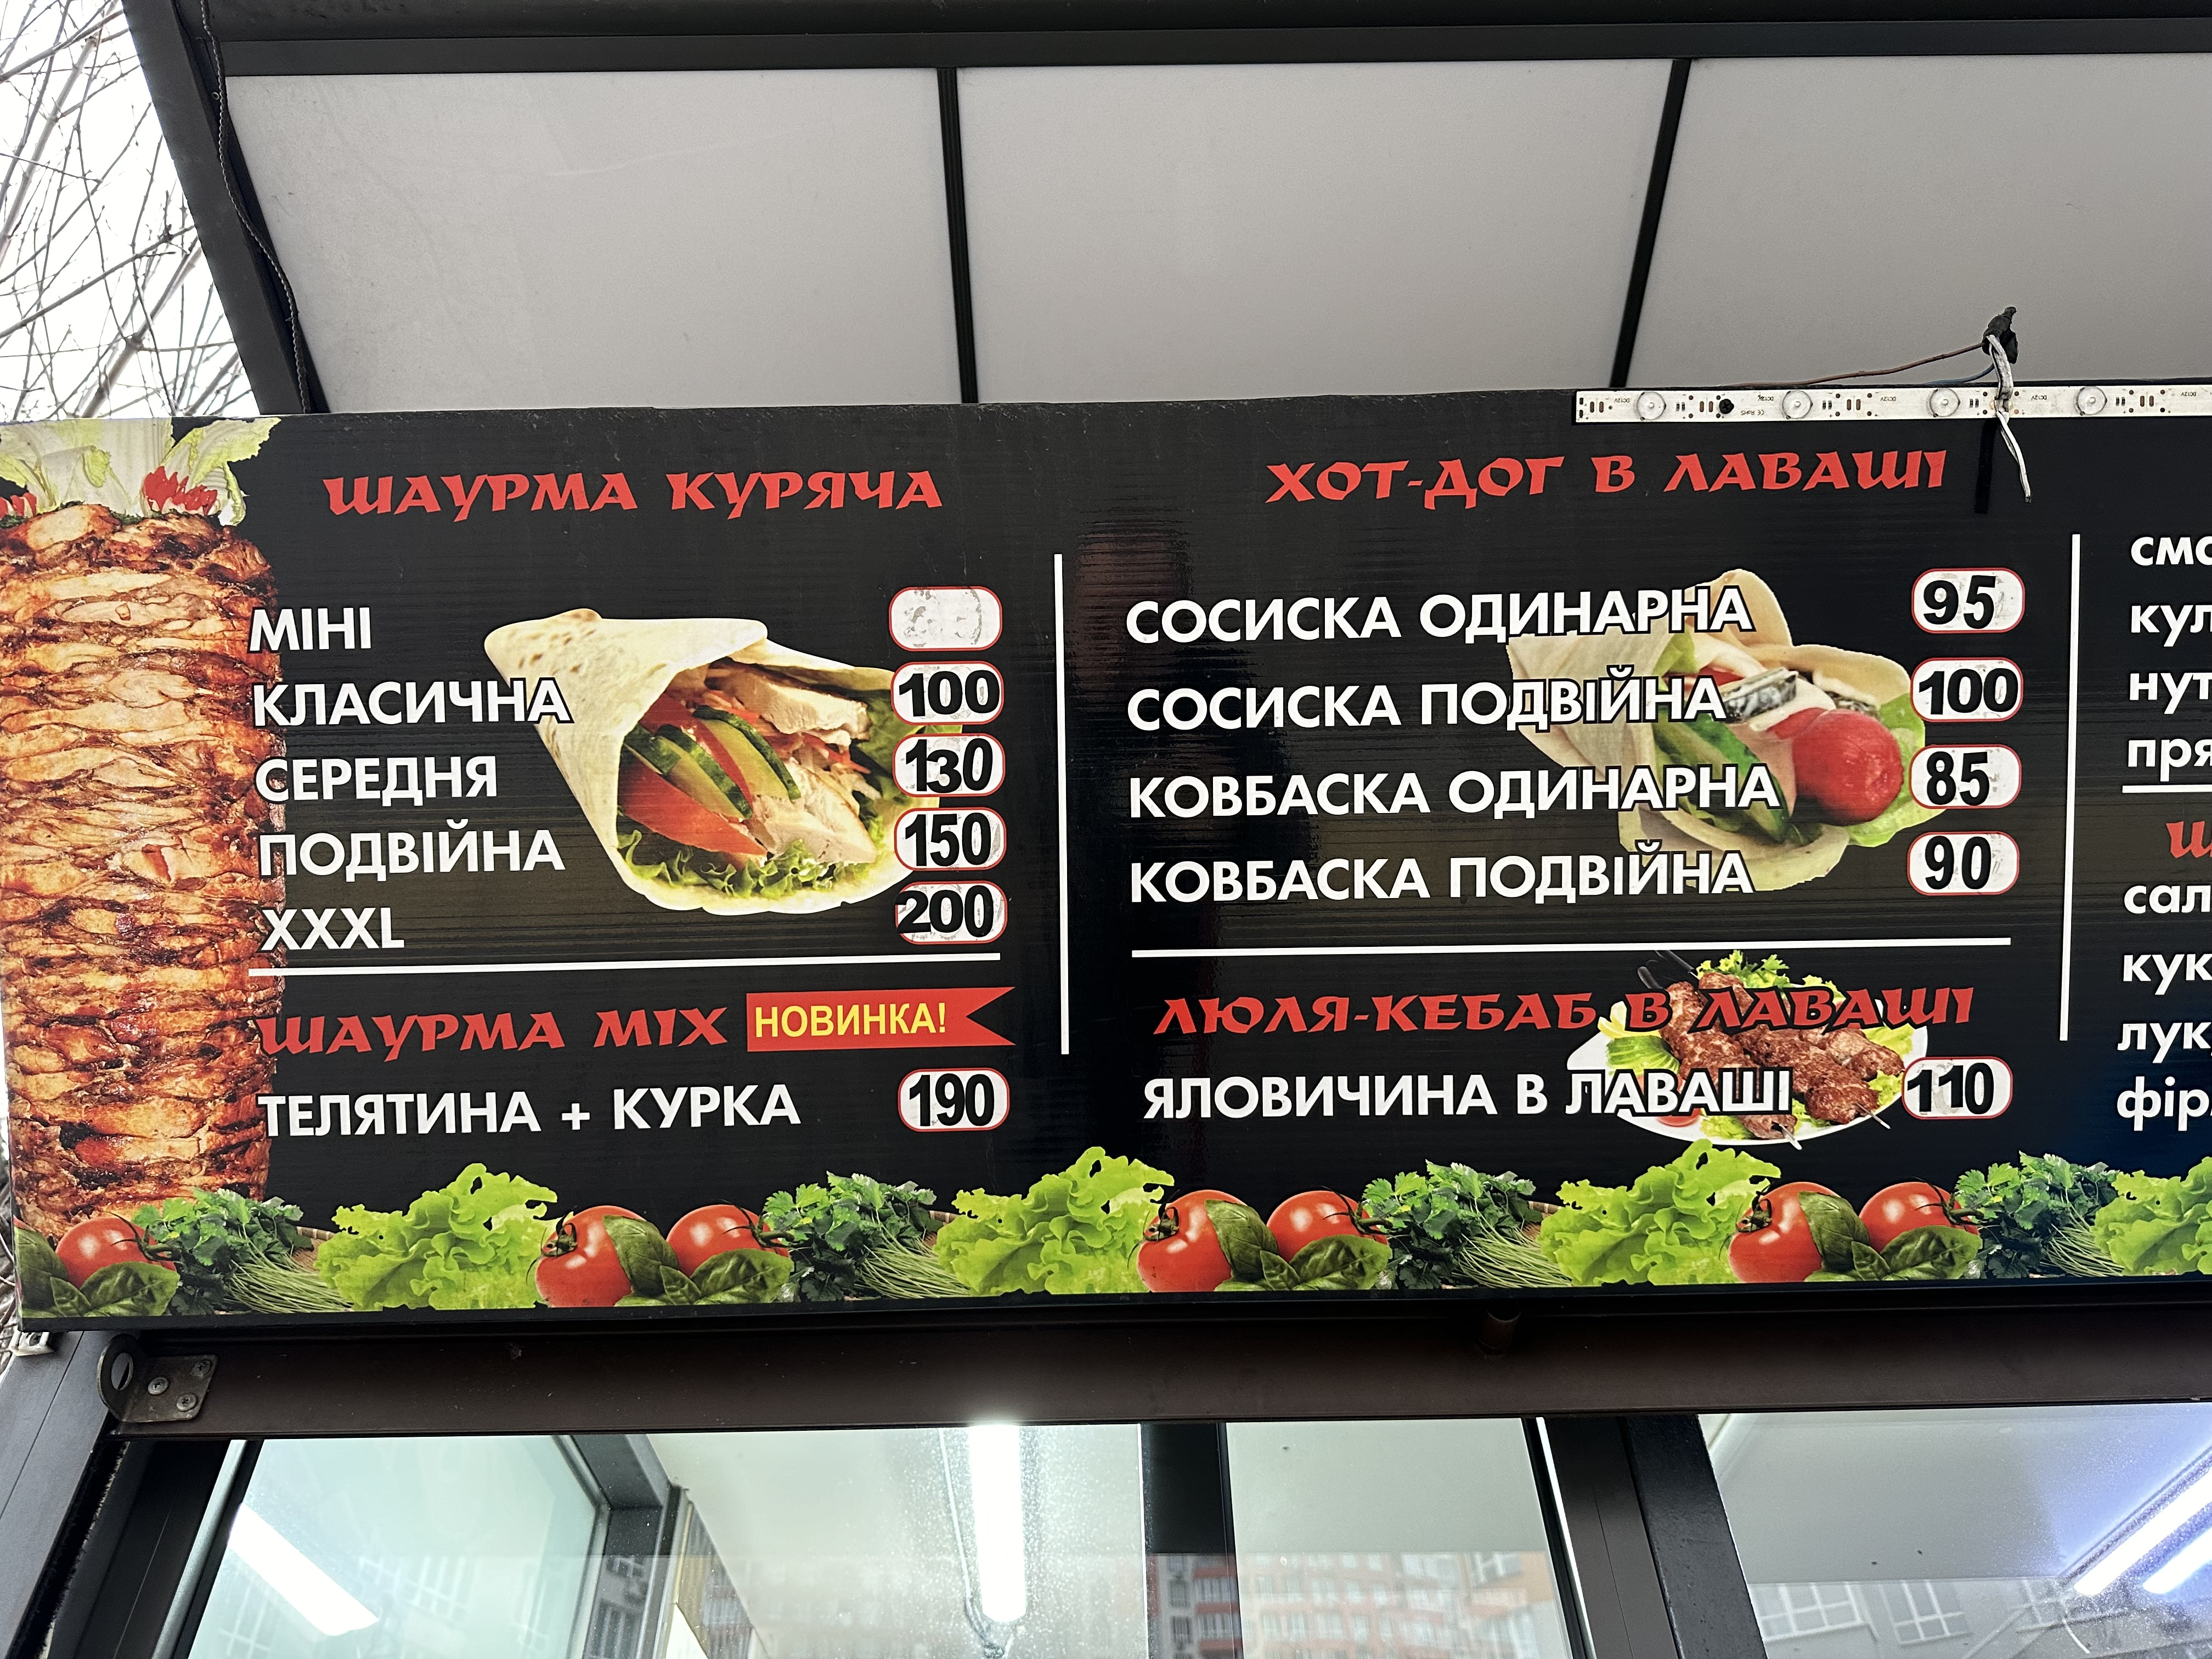 ШАУРМА КУРЯЧА
МІНІ
КЛАСИЧНА 100
СЕРЕДНЯ 130
ПОДВІЙНА 150
XXXL 200
ШАУРМА МІХ НОВИНКА!
ТЕЛЯТИНА + КУРКА 190
ХОТ-ДОГ В ЛАВАШІ
СОСИСКА ОДИНАРНА 95
СОСИСКА ПОДВІЙНА 100
КОВБАСКА ОДИНАРНА 85
КОВБАСКА ПОДВІЙНА 90
ЛЮЛЯ-КЕБАБ В ЛАВАШІ
ЯЛОВИЧИНА В ЛАВАШІ 110